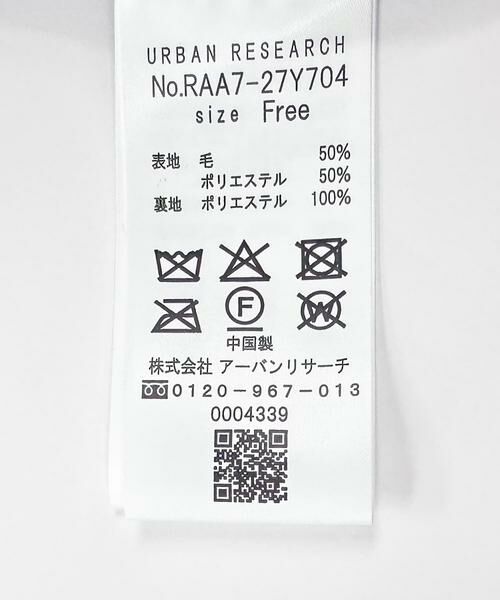 URBAN RESEARCH
No.RAA7-27Y704
size Free
表地 毛 50%
ポリエステル 50%
裏地 ポリエステル 100%
F
W
中国製
株式会社 アーバンリサーチ
0120-967-013
0004339